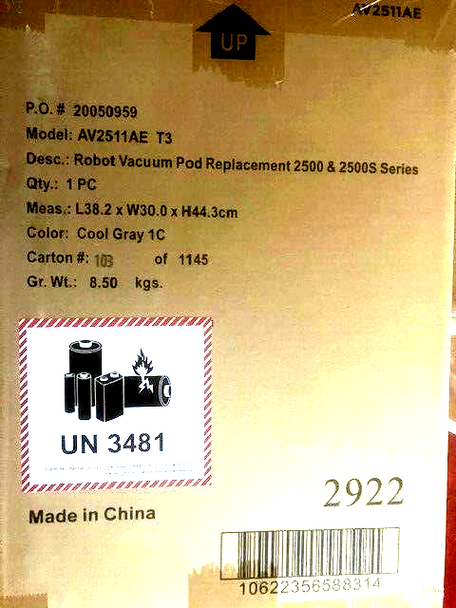 AV2511AE
UP
P.O. # 20050959
Model: AV2511AE T3
Desc.: Robot Vacuum Pod Replacement 2500 & 2500S Series
Qty.: 1 PC
Meas.: L38.2 x W30.0 x H44.3cm
Color: Cool Gray 1C
Carton #: 103 of 1145
Gr. Wt.: 8.50 kgs.
UN 3481
2922
Made in China
10622356588314